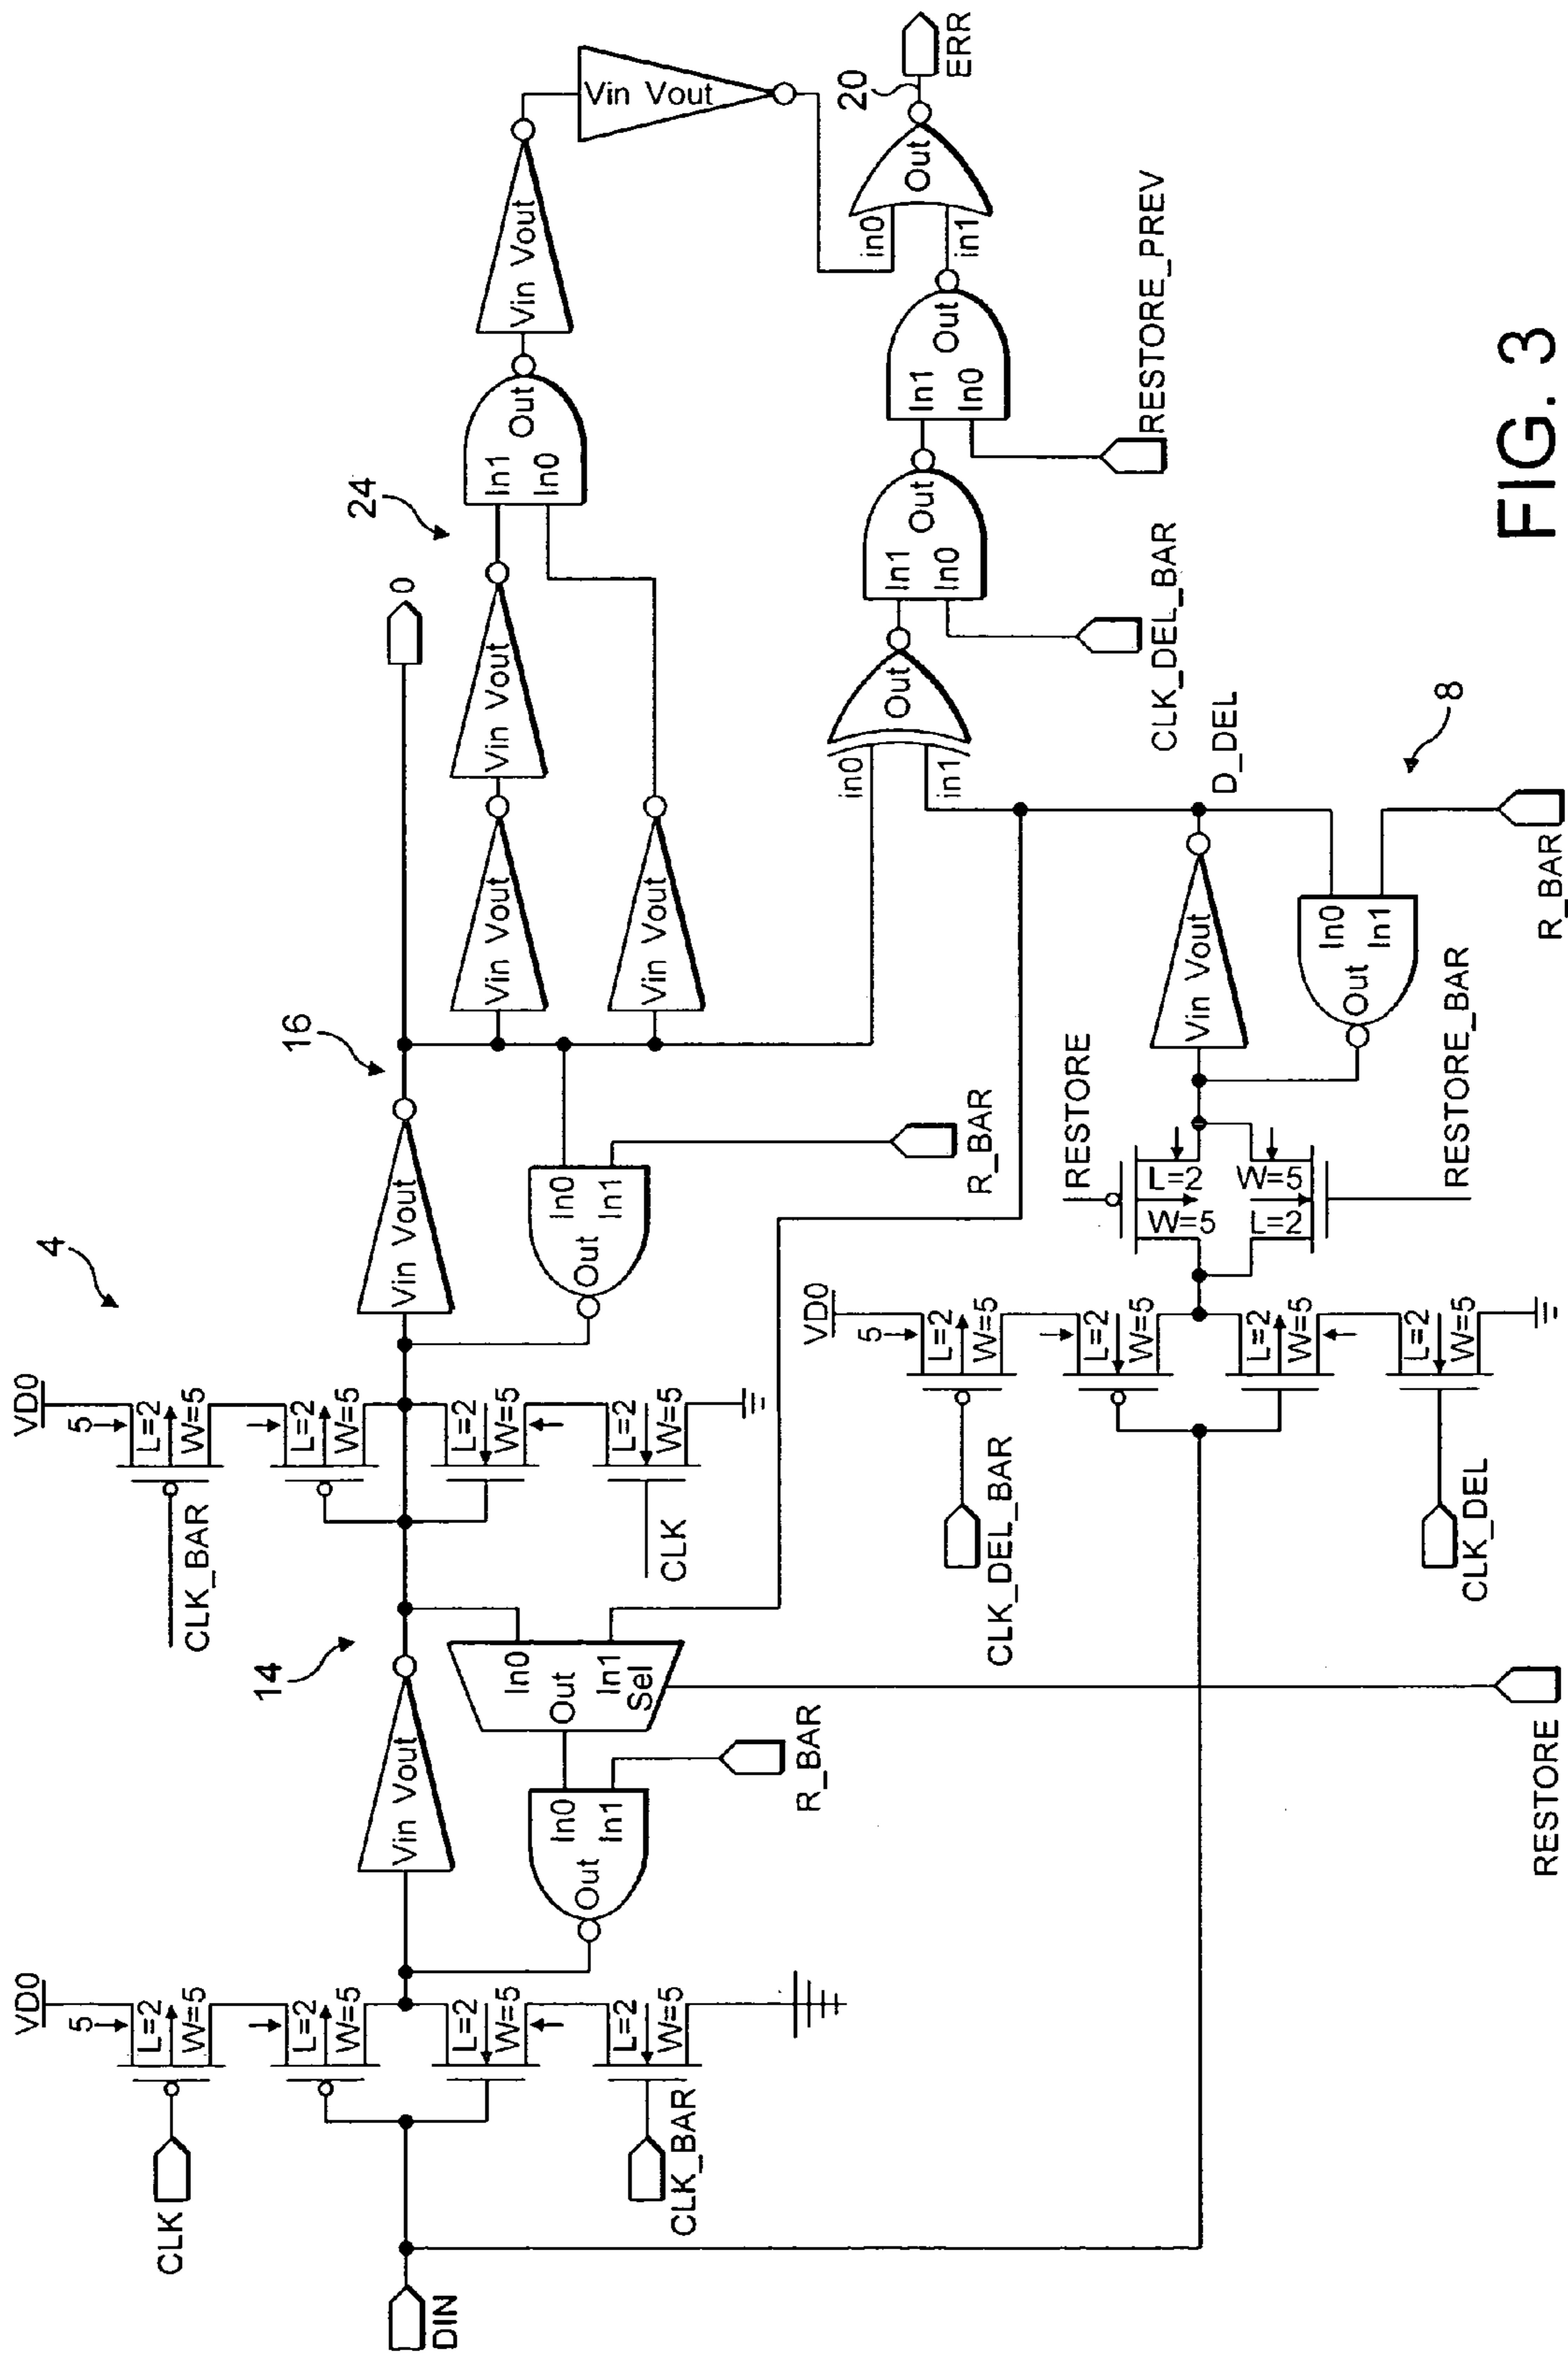 VD0
5
L=2
W=5
L=2
W=5
L=2
W=5
L=2
W=5
CLK
CLK_BAR
DIN
Vin Vout
14
In0
In1
Out
Sel
In0
In1
Out
R_BAR
RESTORE
4
VD0
5
L=2
W=5
L=2
W=5
L=2
W=5
L=2
W=5
CLK_BAR
CLK
Vin Vout
16
In0
In1
Out
R_BAR
0
Vin Vout
Vin Vout
Vin Vout
24
In1
In0
Out
Vin Vout
Vin Vout
in0
in1
Out
20
ERR
in0
in1
Out
In1
In0
Out
CLK_DEL_BAR
In1
In0
Out
RESTORE_PREV
VD0
5
L=2
W=5
L=2
W=5
L=2
W=5
L=2
W=5
CLK_DEL_BAR
CLK_DEL
RESTORE
L=2
W=5
W=5
L=2
RESTORE_BAR
Vin Vout
D_DEL
In0
In1
Out
R_BAR
8
FIG. 3